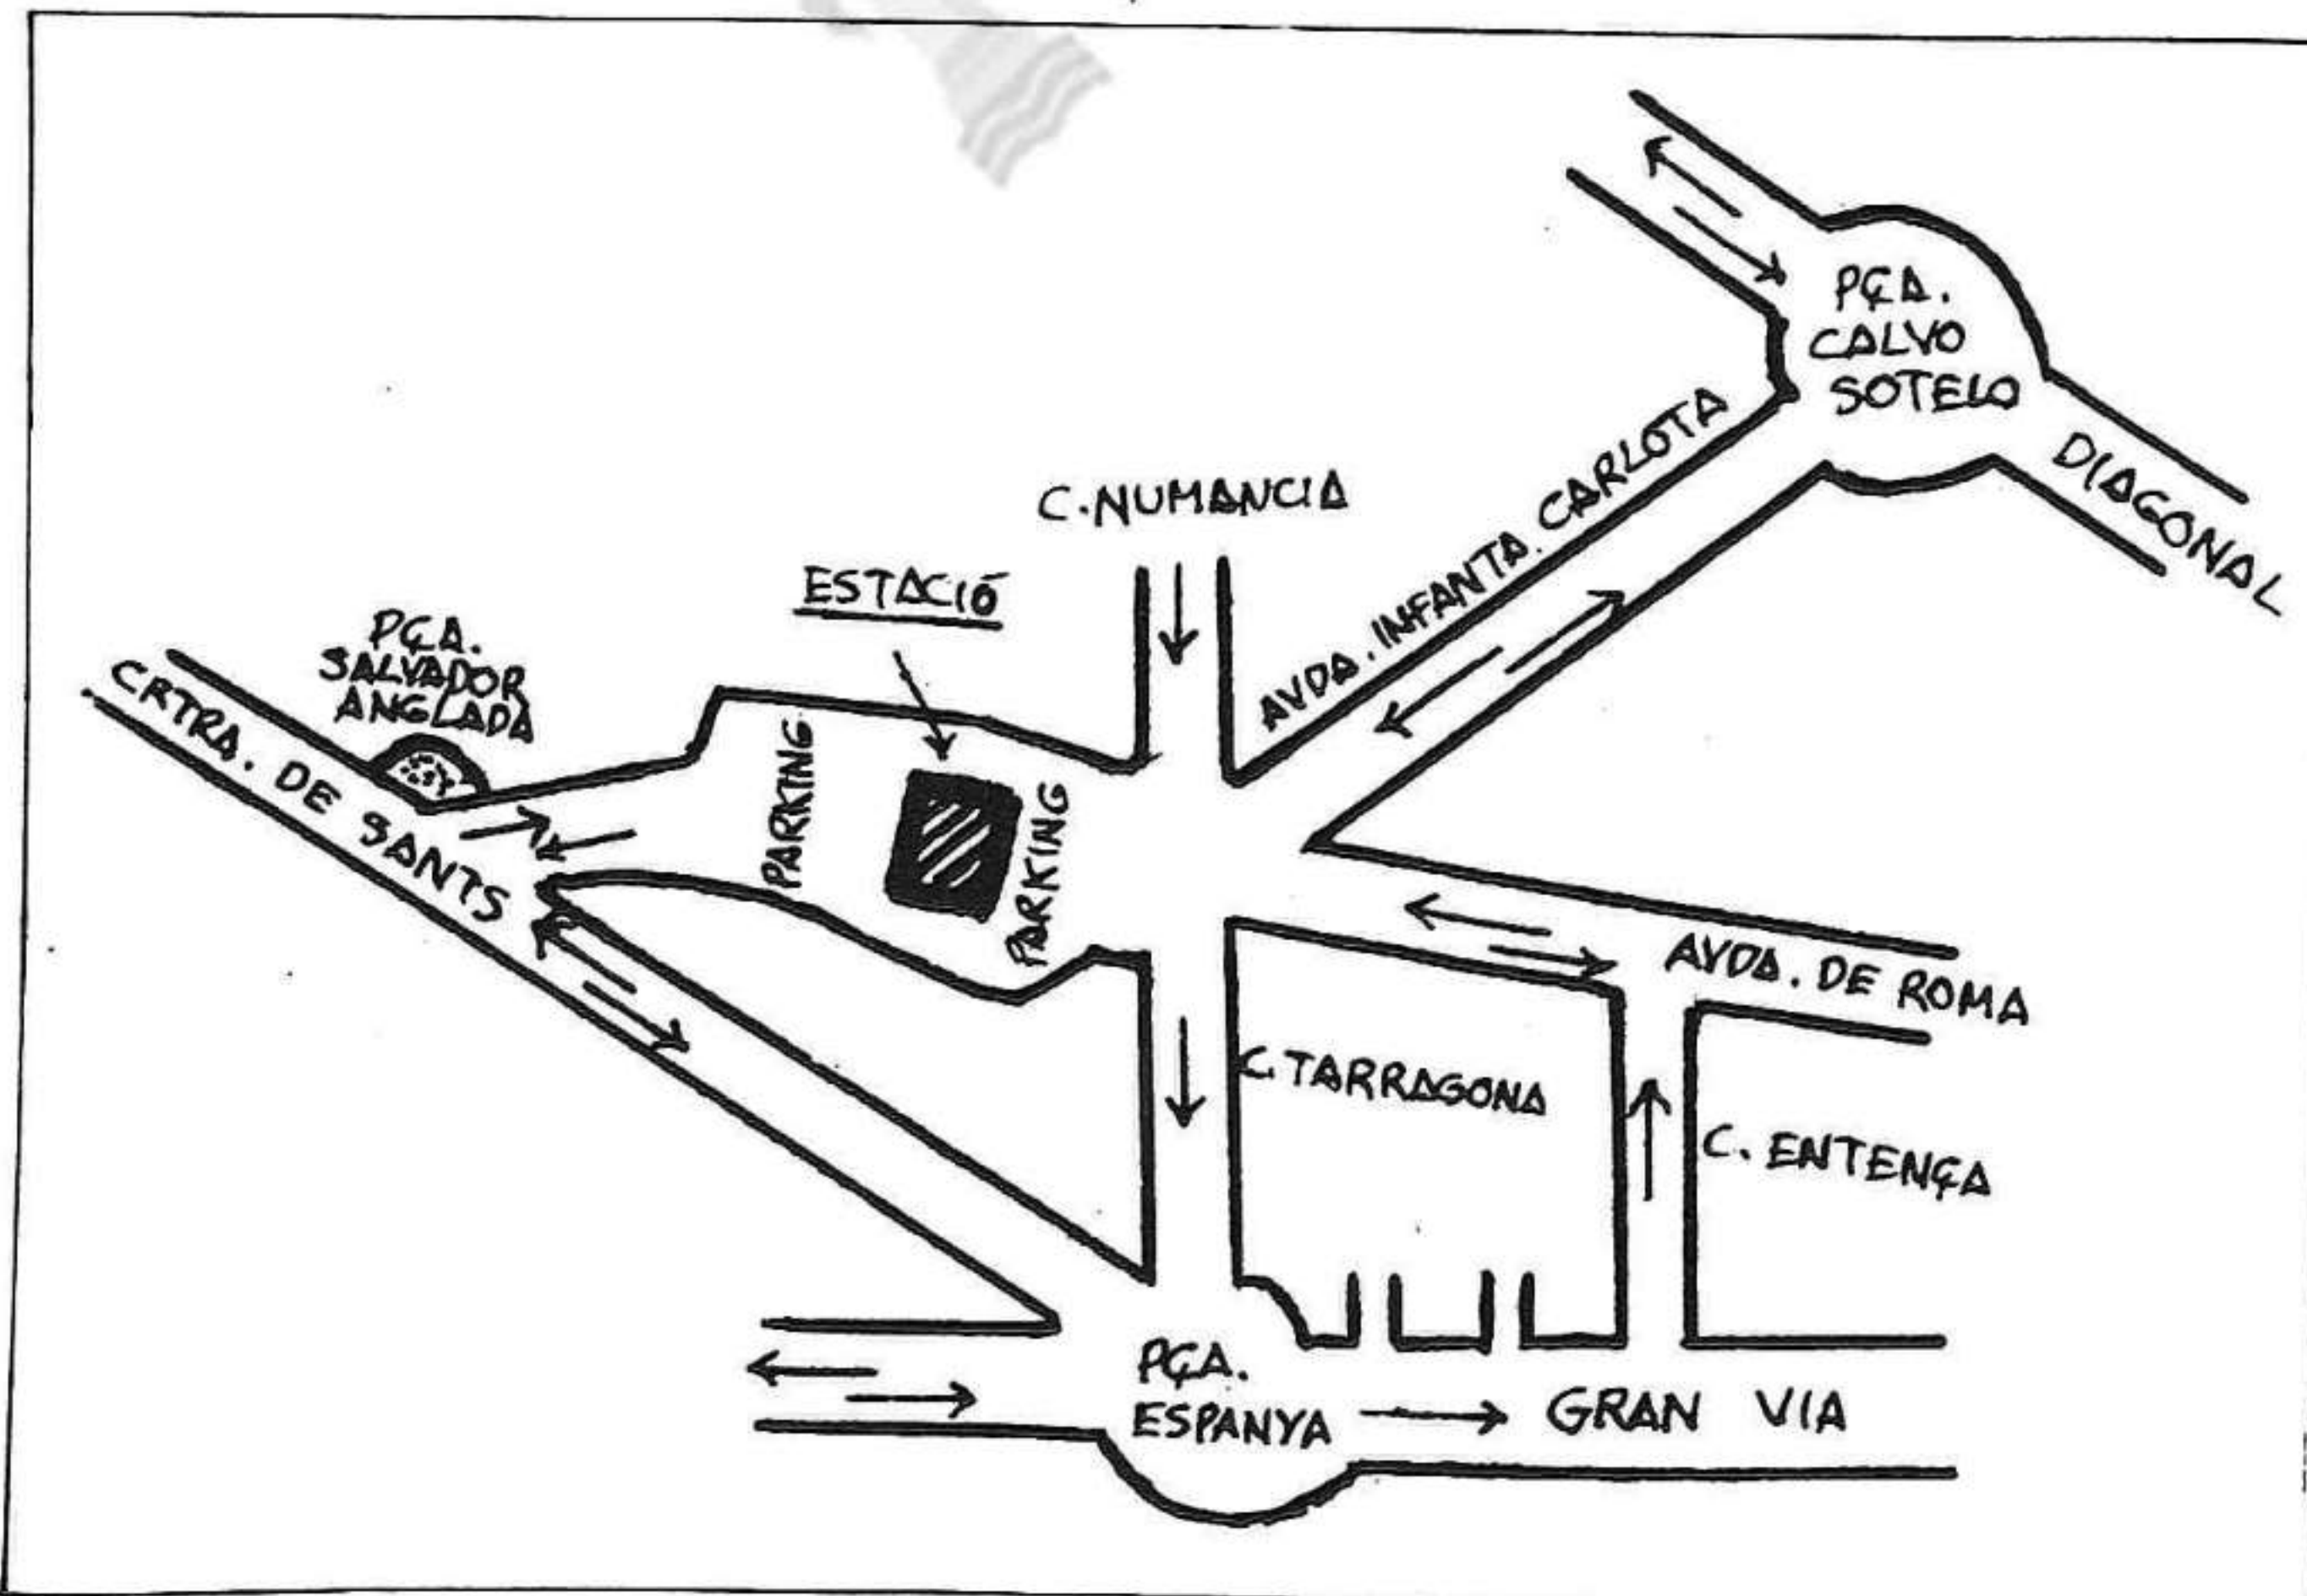 PÇA.
CALVO
SOTELO
DIAGONAL
AVDA. INFANTA. CARLOTA
C. NUMANCIA
ESTACIÓ
PÇA.
SALVADOR
ANGLADA
CRTRA. DE SANTS
PARKING
PARKING
AVDA. DE ROMA
C. TARRAGONA
C. ENTENÇA
PÇA.
ESPANYA
GRAN VIA